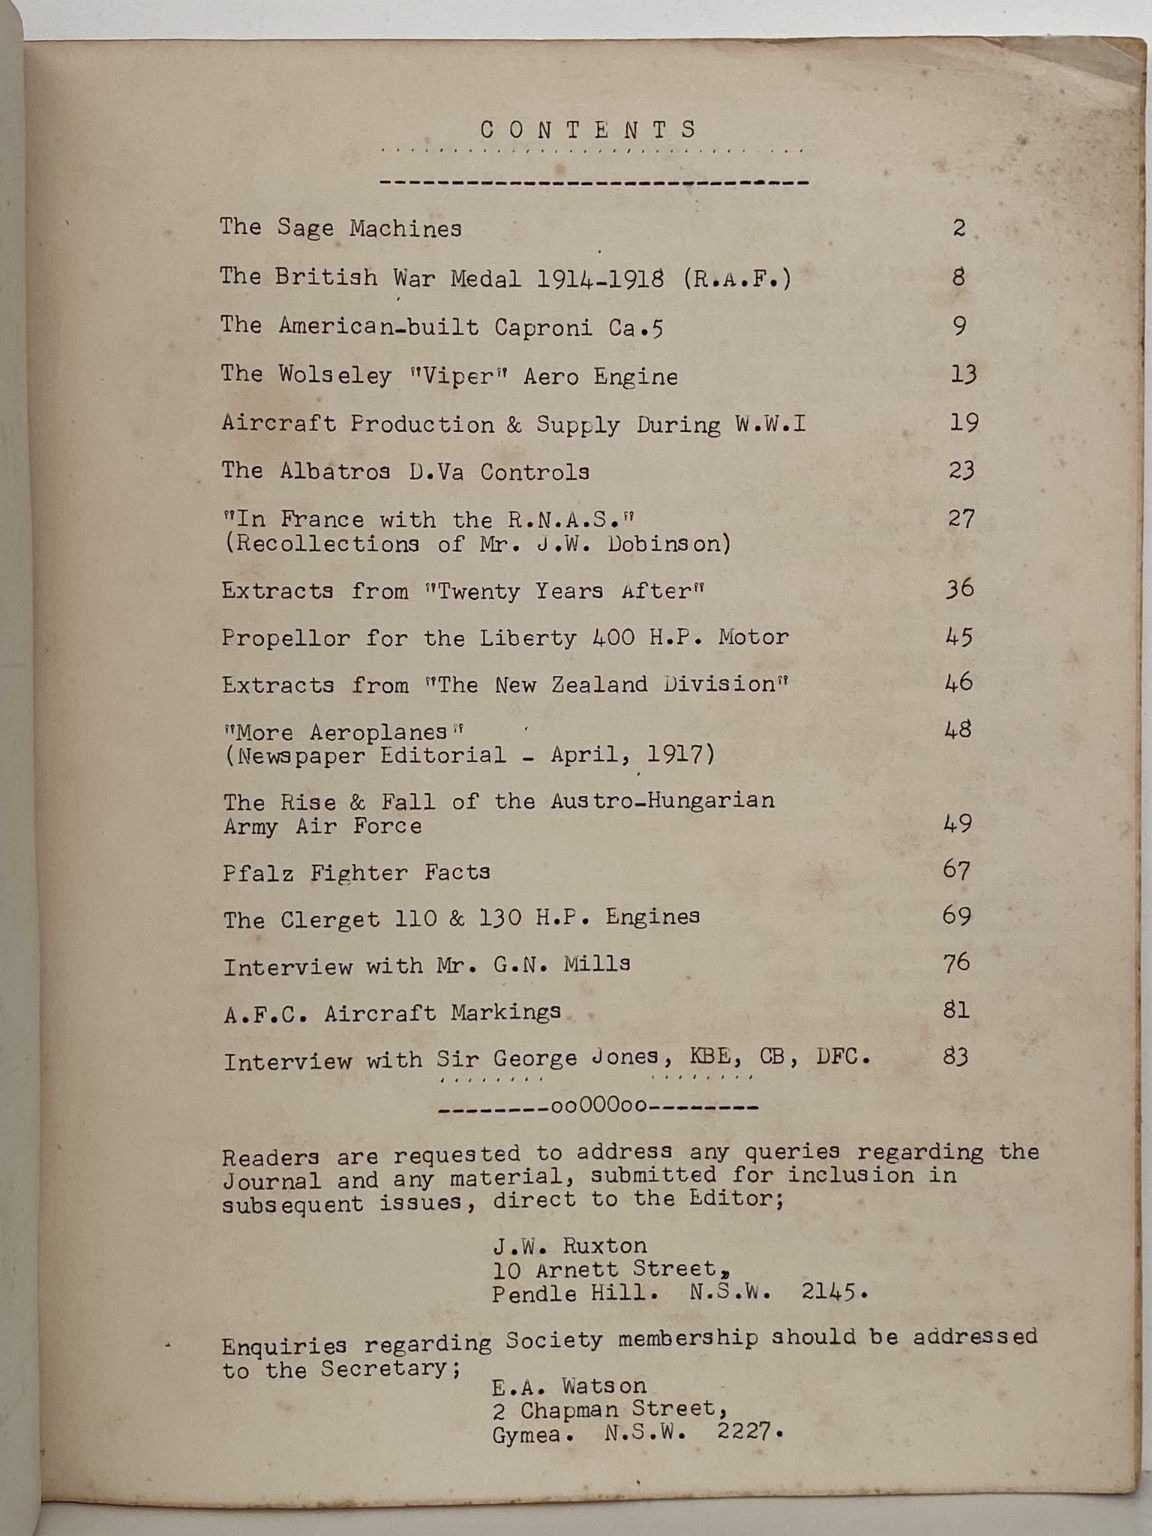 C O N T E N T S
The Sage Machines 2
The British War Medal 1914-1918 (R.A.F.) 8
The American-built Caproni Ca.5 9
The Wolseley "Viper" Aero Engine 13
Aircraft Production & Supply During W.W.I 19
The Albatros D.Va Controls 23
"In France with the R.N.A.S." 27
(Recollections of Mr. J.W. Dobinson)
Extracts from "Twenty Years After" 36
Propellor for the Liberty 400 H.P. Motor 45
Extracts from "The New Zealand Division" 46
"More Aeroplanes" 48
(Newspaper Editorial - April, 1917)
The Rise & Fall of the Austro-Hungarian
Army Air Force 49
Pfalz Fighter Facts 67
The Clerget 110 & 130 H.P. Engines 69
Interview with Mr. G.N. Mills 76
A.F.C. Aircraft Markings 81
Interview with Sir George Jones, KBE, CB, DFC. 83
--------ooOOOoo--------
Readers are requested to address any queries regarding the
Journal and any material, submitted for inclusion in
subsequent issues, direct to the Editor;
J.W. Ruxton
10 Arnett Street,
Pendle Hill. N.S.W. 2145.
Enquiries regarding Society membership should be addressed
to the Secretary;
E.A. Watson
2 Chapman Street,
Gymea. N.S.W. 2227.